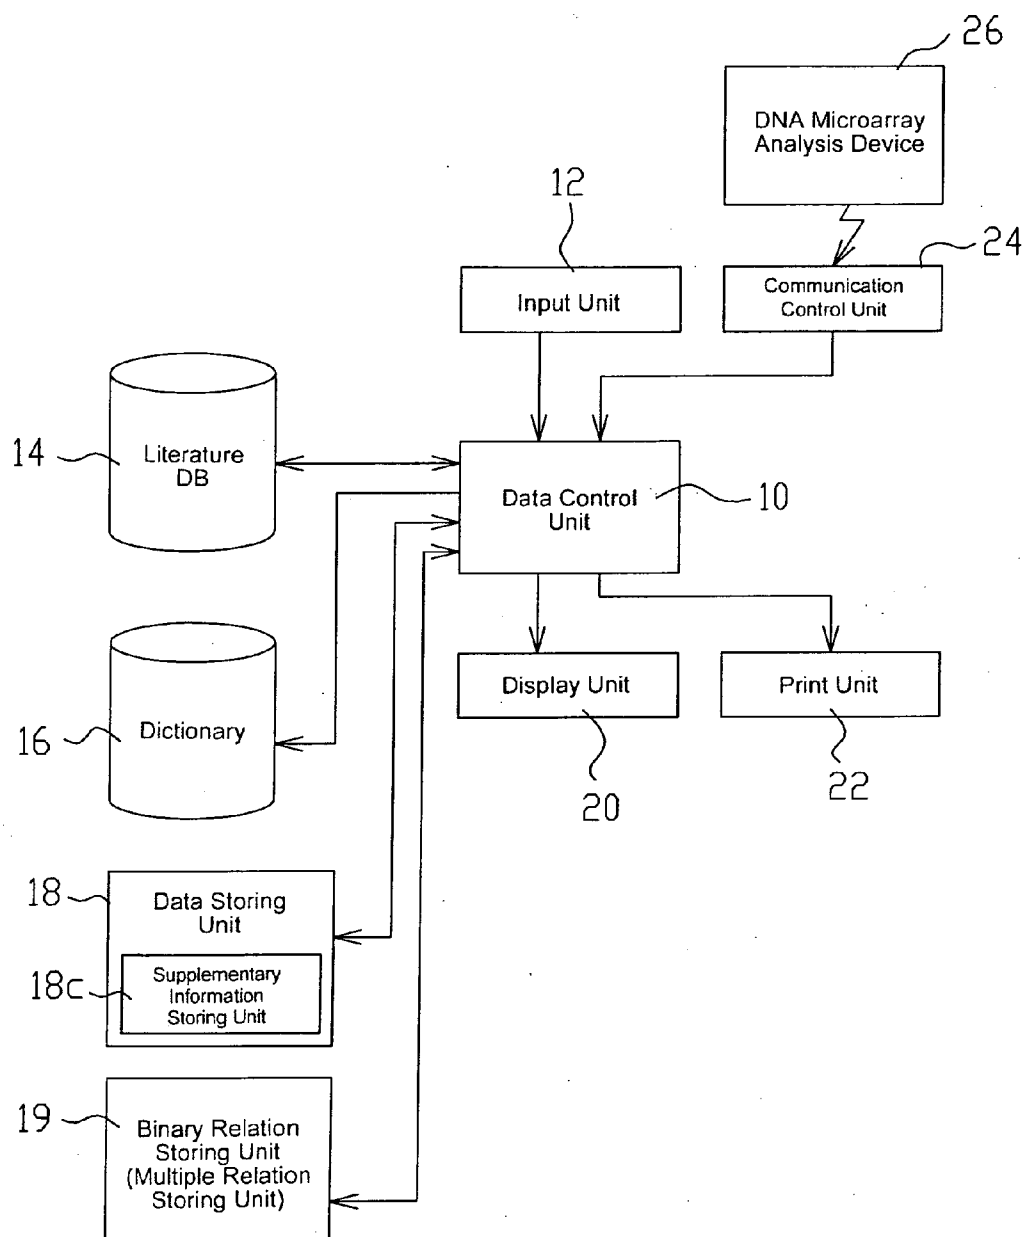 26
DNA Microarray
Analysis Device
12
24
Input Unit
Communication
Control Unit
14
Literature
DB
Data Control
Unit
10
16
Dictionary
Display Unit
Print Unit
20
22
18
Data Storing
Unit
18c
Supplementary
Information
Storing Unit
19
Binary Relation
Storing Unit
(Multiple Relation
Storing Unit)